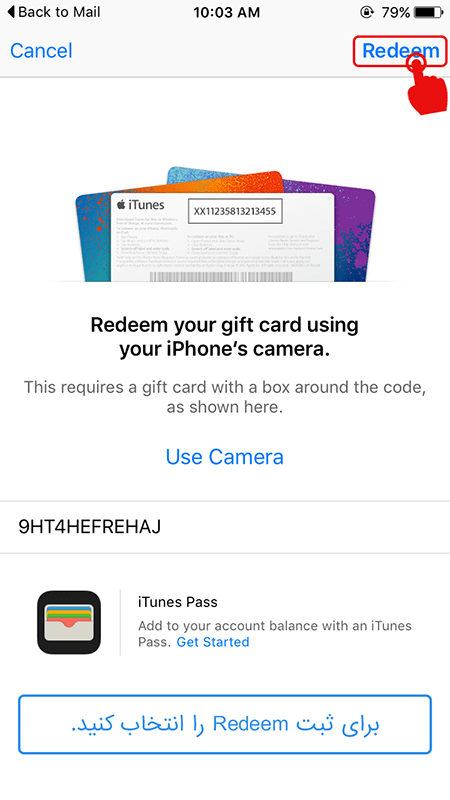 Back to Mail 10:03 AM 79%
Cancel Redeem
iTunes XX11235813213455
Redeem your gift card using
your iPhone's camera.
This requires a gift card with a box around the code,
as shown here.
Use Camera
9HT4HEFREHAJ
iTunes Pass
Add to your account balance with an iTunes
Pass. Get Started
برای ثبت Redeem را انتخاب کنید.